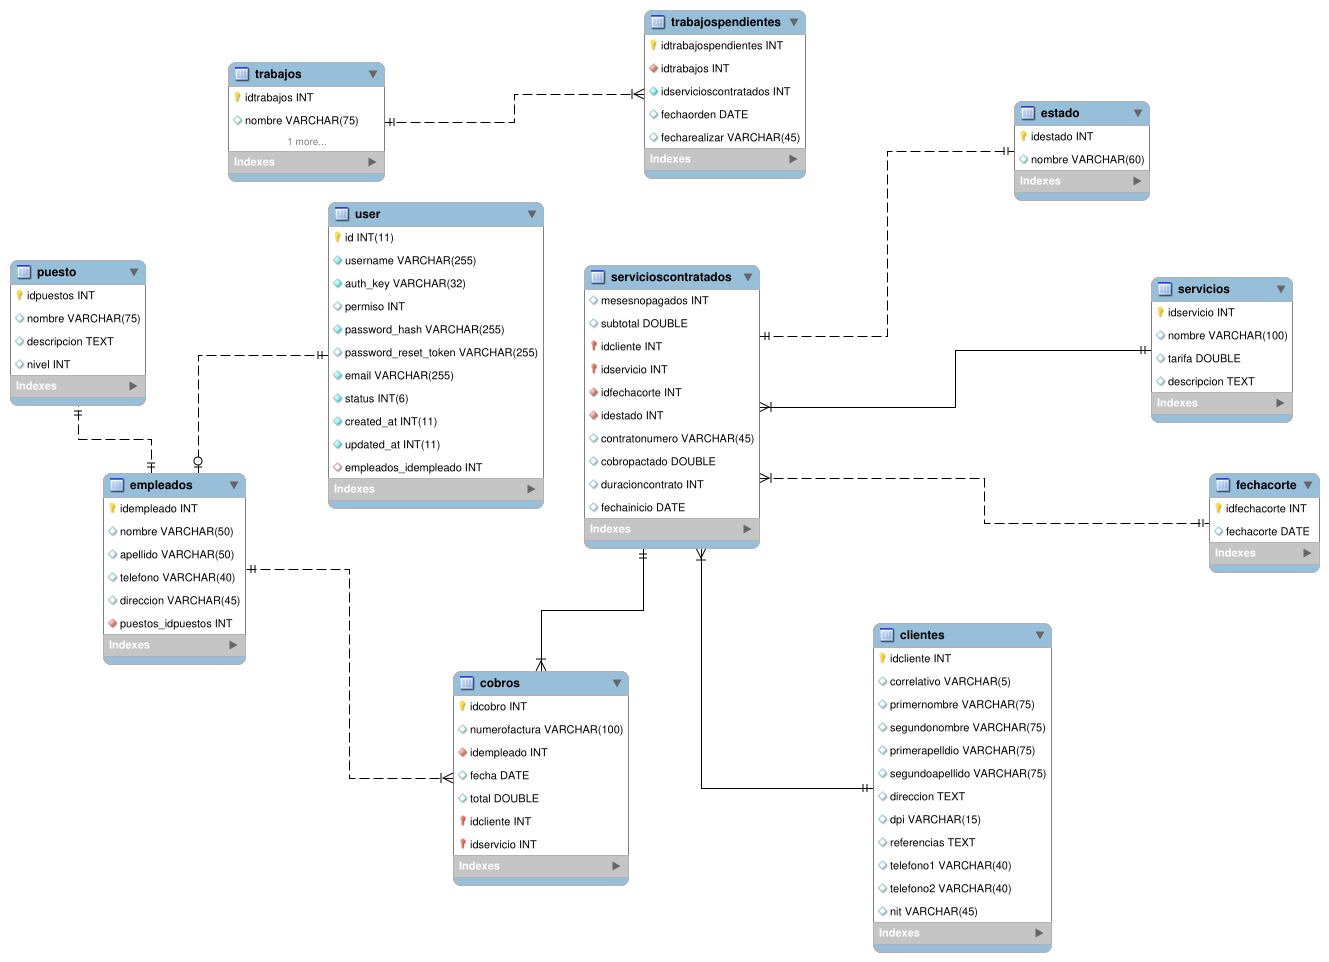 trabajospendientes
idtrabajospendientes INT
idtrabajos INT
idservicioscontratados INT
fechaorden DATE
fecharealizar VARCHAR(45)
Indexes
trabajos
idtrabajos INT
nombre VARCHAR(75)
1 more...
Indexes
estado
idestado INT
nombre VARCHAR(60)
Indexes
user
id INT(11)
username VARCHAR(255)
auth_key VARCHAR(32)
permiso INT
password_hash VARCHAR(255)
password_reset_token VARCHAR(255)
email VARCHAR(255)
status INT(6)
created_at INT(11)
updated_at INT(11)
empleados_idempleado INT
Indexes
puesto
idpuestos INT
nombre VARCHAR(75)
descripcion TEXT
nivel INT
Indexes
servicioscontratados
mesesnopagados INT
subtotal DOUBLE
idcliente INT
idservicio INT
idfechacorte INT
idestado INT
contratonumero VARCHAR(45)
cobropactado DOUBLE
duracioncontrato INT
fechainicio DATE
Indexes
servicios
idservicio INT
nombre VARCHAR(100)
tarifa DOUBLE
descripcion TEXT
Indexes
empleados
idempleado INT
nombre VARCHAR(50)
apellido VARCHAR(50)
telefono VARCHAR(40)
direccion VARCHAR(45)
puestos_idpuestos INT
Indexes
fechacorte
idfechacorte INT
fechacorte DATE
Indexes
cobros
idcobro INT
numerofactura VARCHAR(100)
idempleado INT
fecha DATE
total DOUBLE
idcliente INT
idservicio INT
Indexes
clientes
idcliente INT
correlativo VARCHAR(5)
primernombre VARCHAR(75)
segundonombre VARCHAR(75)
primerapelldio VARCHAR(75)
segundoapellido VARCHAR(75)
direccion TEXT
dpi VARCHAR(15)
referencias TEXT
telefono1 VARCHAR(40)
telefono2 VARCHAR(40)
nit VARCHAR(45)
Indexes